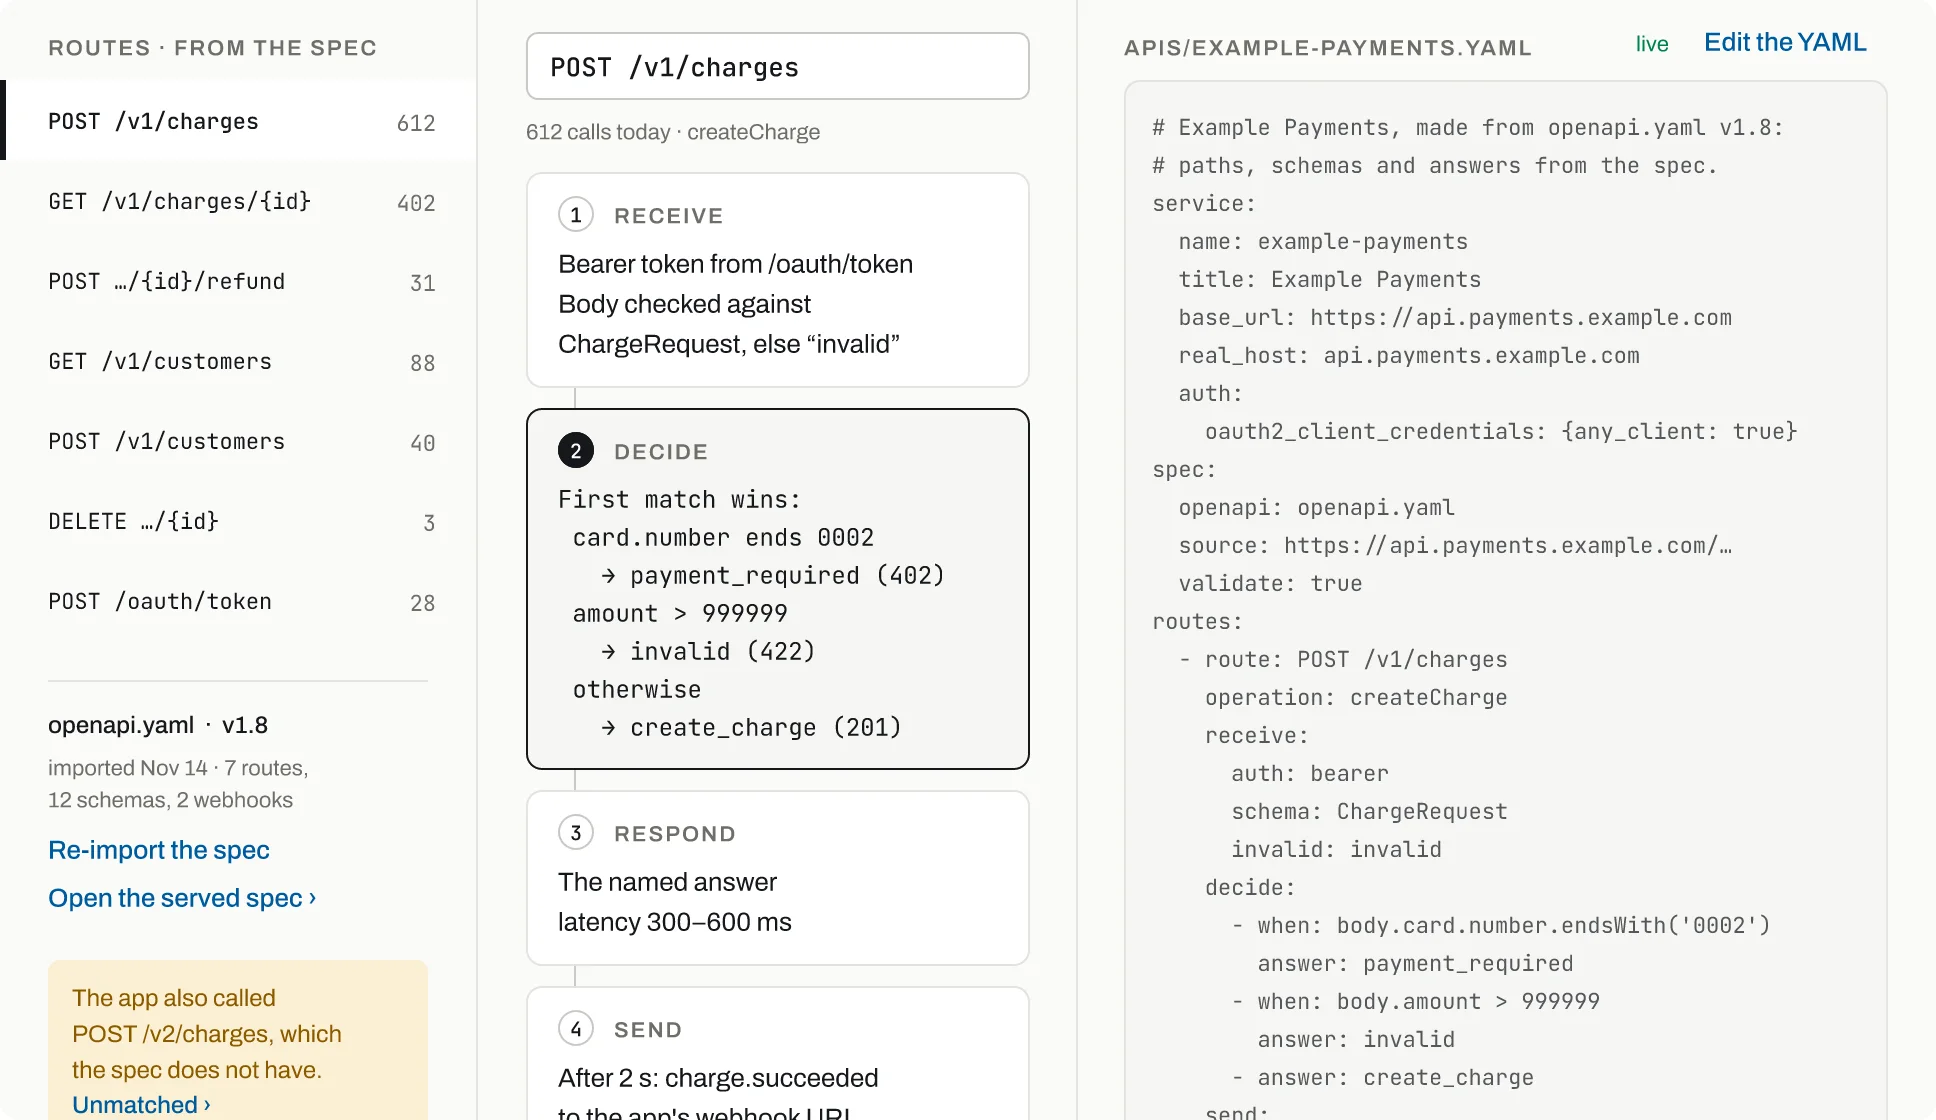 ROUTES · FROM THE SPEC
POST /v1/charges 612
GET /v1/charges/{id} 402
POST …/{id}/refund 31
GET /v1/customers 88
POST /v1/customers 40
DELETE …/{id} 3
POST /oauth/token 28
openapi.yaml · v1.8
imported Nov 14 · 7 routes,
12 schemas, 2 webhooks
Re-import the spec
Open the served spec ›
The app also called
POST /v2/charges, which
the spec does not have.
Unmatched ›
POST /v1/charges
612 calls today · createCharge
1 RECEIVE
Bearer token from /oauth/token
Body checked against
ChargeRequest, else “invalid”
2 DECIDE
First match wins:
card.number ends 0002
→ payment_required (402)
amount > 999999
→ invalid (422)
otherwise
→ create_charge (201)
3 RESPOND
The named answer
latency 300–600 ms
4 SEND
After 2 s: charge.succeeded
to the app's webhook URL
APIS/EXAMPLE-PAYMENTS.YAML live Edit the YAML
# Example Payments, made from openapi.yaml v1.8:
# paths, schemas and answers from the spec.
service:
  name: example-payments
  title: Example Payments
  base_url: https://api.payments.example.com
  real_host: api.payments.example.com
  auth:
    oauth2_client_credentials: {any_client: true}
spec:
  openapi: openapi.yaml
  source: https://api.payments.example.com/…
  validate: true
routes:
  - route: POST /v1/charges
    operation: createCharge
    receive:
      auth: bearer
      schema: ChargeRequest
      invalid: invalid
    decide:
      - when: body.card.number.endsWith('0002')
        answer: payment_required
      - when: body.amount > 999999
        answer: invalid
      - answer: create_charge
    send: